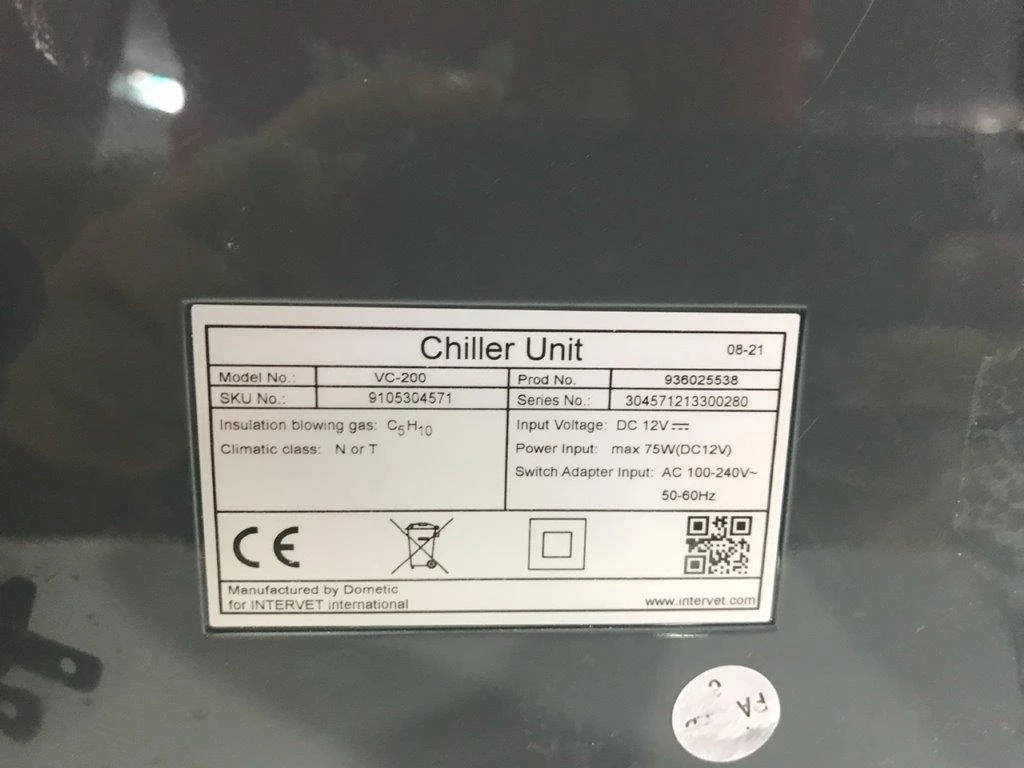 Chiller Unit 08-21
Model No.: VC-200 Prod No. 936025538
SKU No.: 9105304571 Series No.: 304571213300280
Insulation blowing gas: C5H10 Input Voltage: DC 12V⎓
Climatic class: N or T Power Input: max 75W(DC12V)
Switch Adapter Input: AC 100-240V~
50-60Hz
CE
Manufactured by Dometic
for INTERVET international www.intervet.com